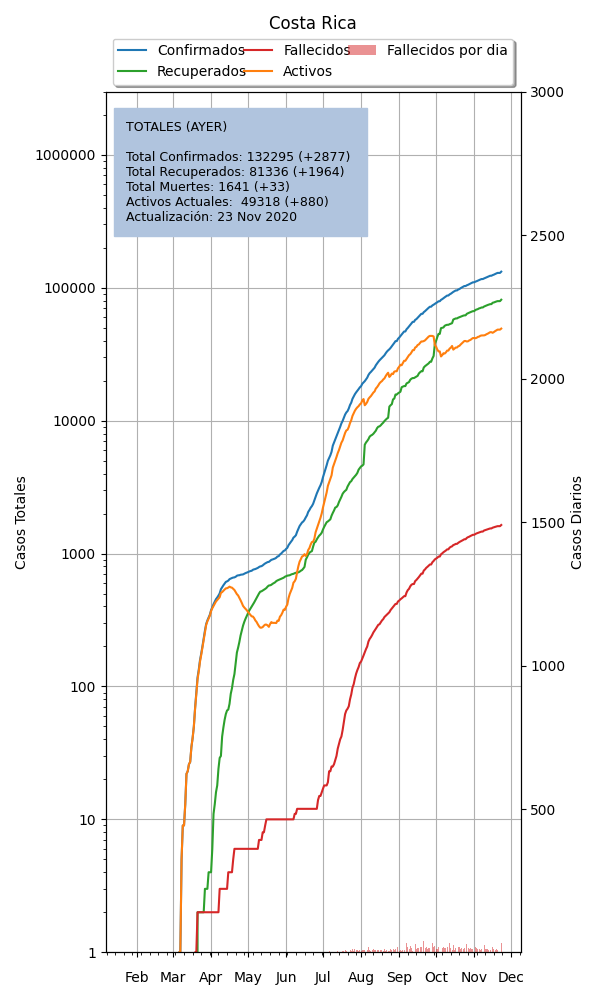 Costa Rica
Confirmados Fallecidos Fallecidos por dia
Recuperados Activos
TOTALES (AYER)
Total Confirmados: 132295 (+2877)
Total Recuperados: 81336 (+1964)
Total Muertes: 1641 (+33)
Activos Actuales:  49318 (+880)
Actualización: 23 Nov 2020
1000000
100000
10000
1000
100
10
1
Casos Totales
3000
2500
2000
1500
1000
500
Casos Diarios
Feb Mar Apr May Jun Jul Aug Sep Oct Nov Dec